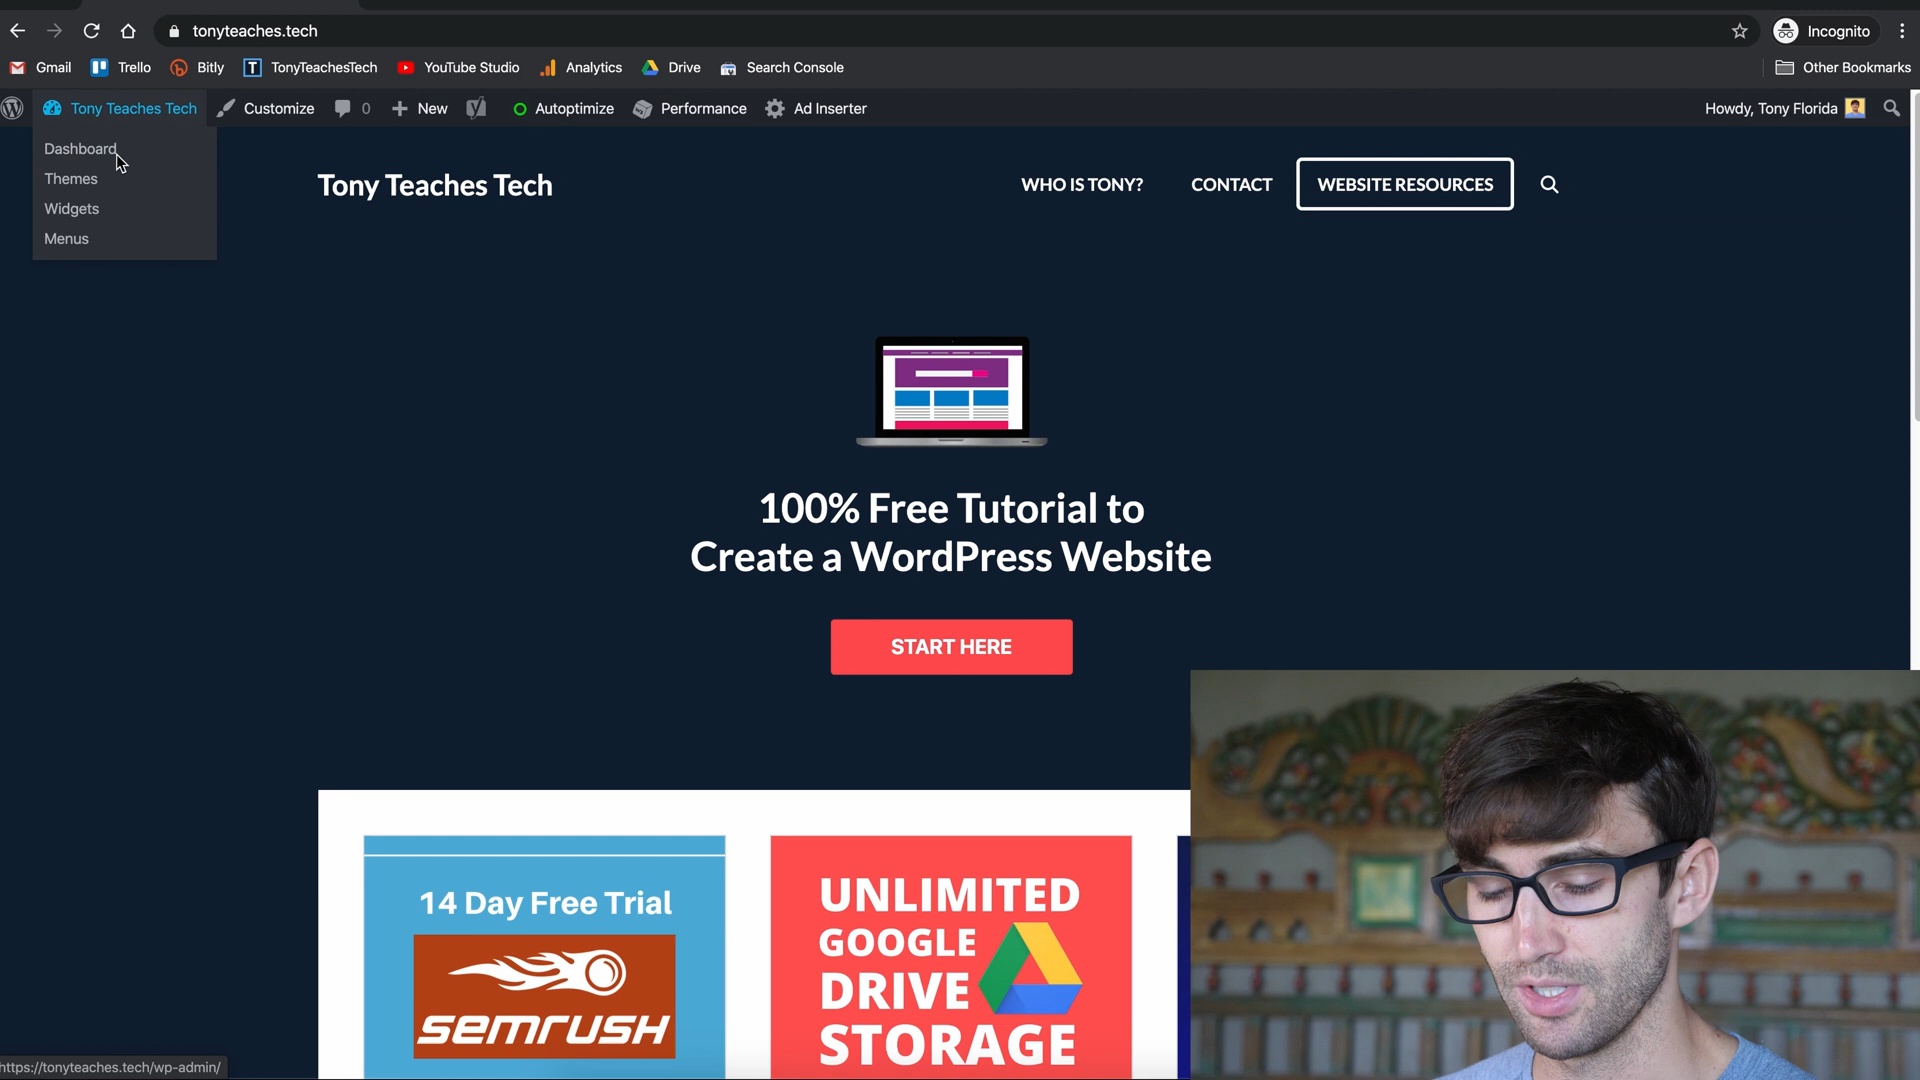 tonyteaches.tech
Incognito
Gmail
Trello
Bitly
T
TonyTeachesTech
YouTube Studio
Analytics
Drive
Search Console
Other Bookmarks
Tony Teaches Tech
Customize
0
New
Autoptimize
Performance
Ad Inserter
Howdy, Tony Florida
Dashboard
Themes
Widgets
Menus
Tony Teaches Tech
WHO IS TONY?
CONTACT
WEBSITE RESOURCES
100% Free Tutorial to
Create a WordPress Website
START HERE
14 Day Free Trial
semrush
UNLIMITED
GOOGLE
DRIVE
STORAGE
https://tonyteaches.tech/wp-admin/